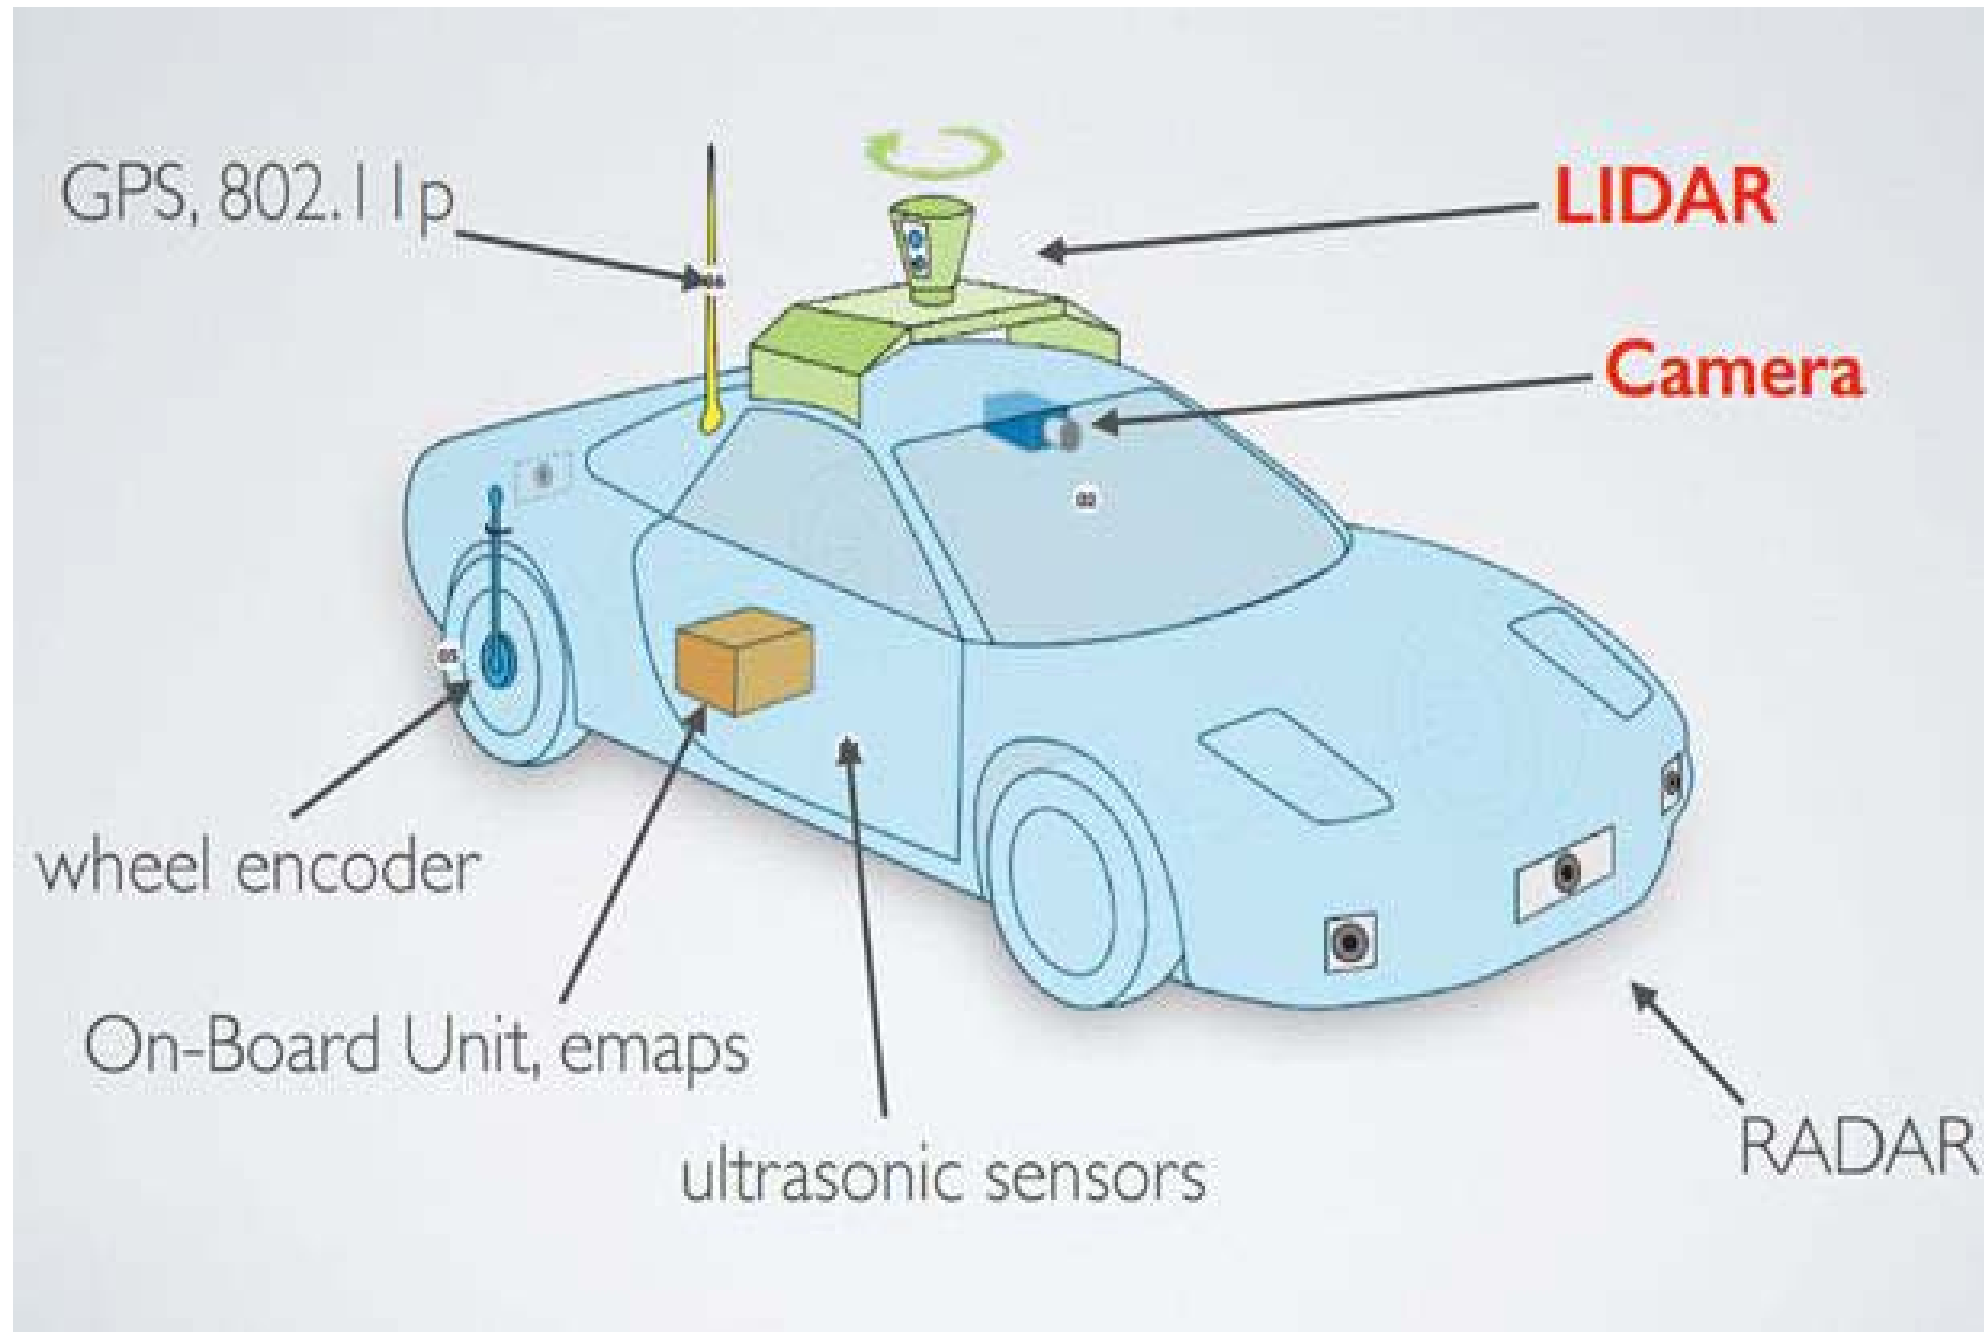 GPS, 802.11p
LIDAR
Camera
wheel encoder
On-Board Unit, emaps
ultrasonic sensors
RADAR